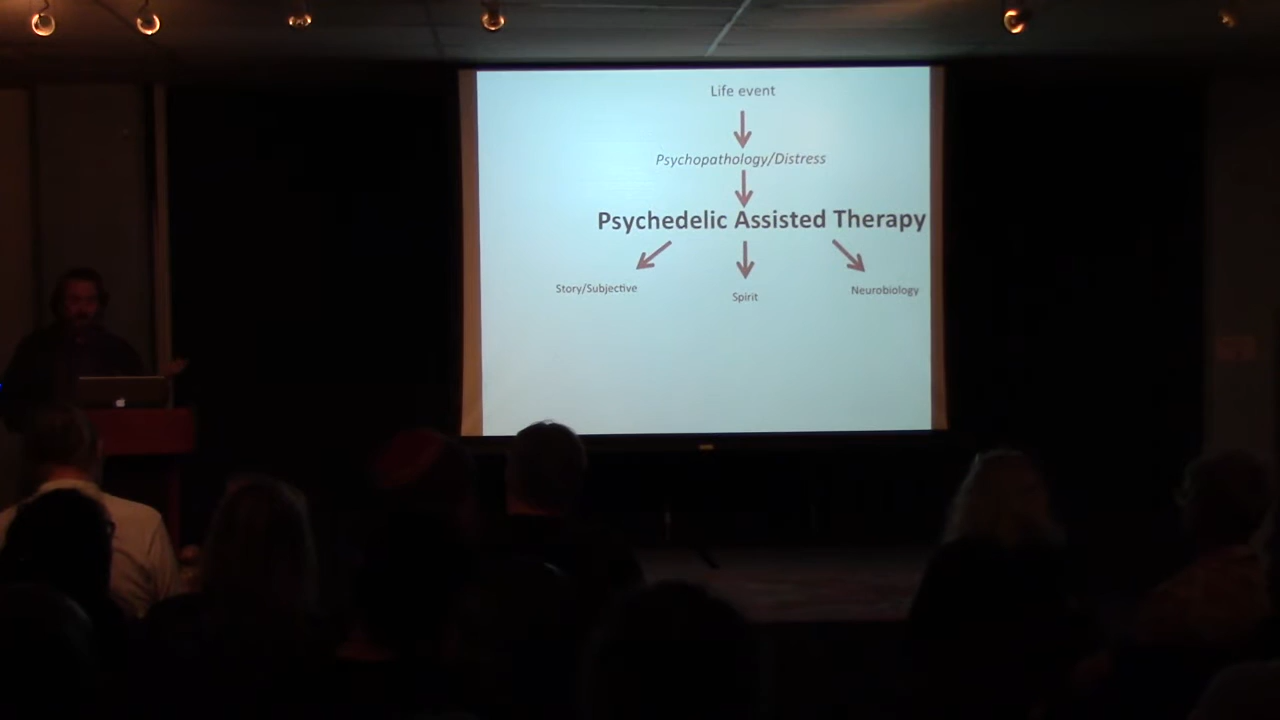 Life event
Psychopathology/Distress
Psychedelic Assisted Therapy
Story/Subjective
Spirit
Neurobiology